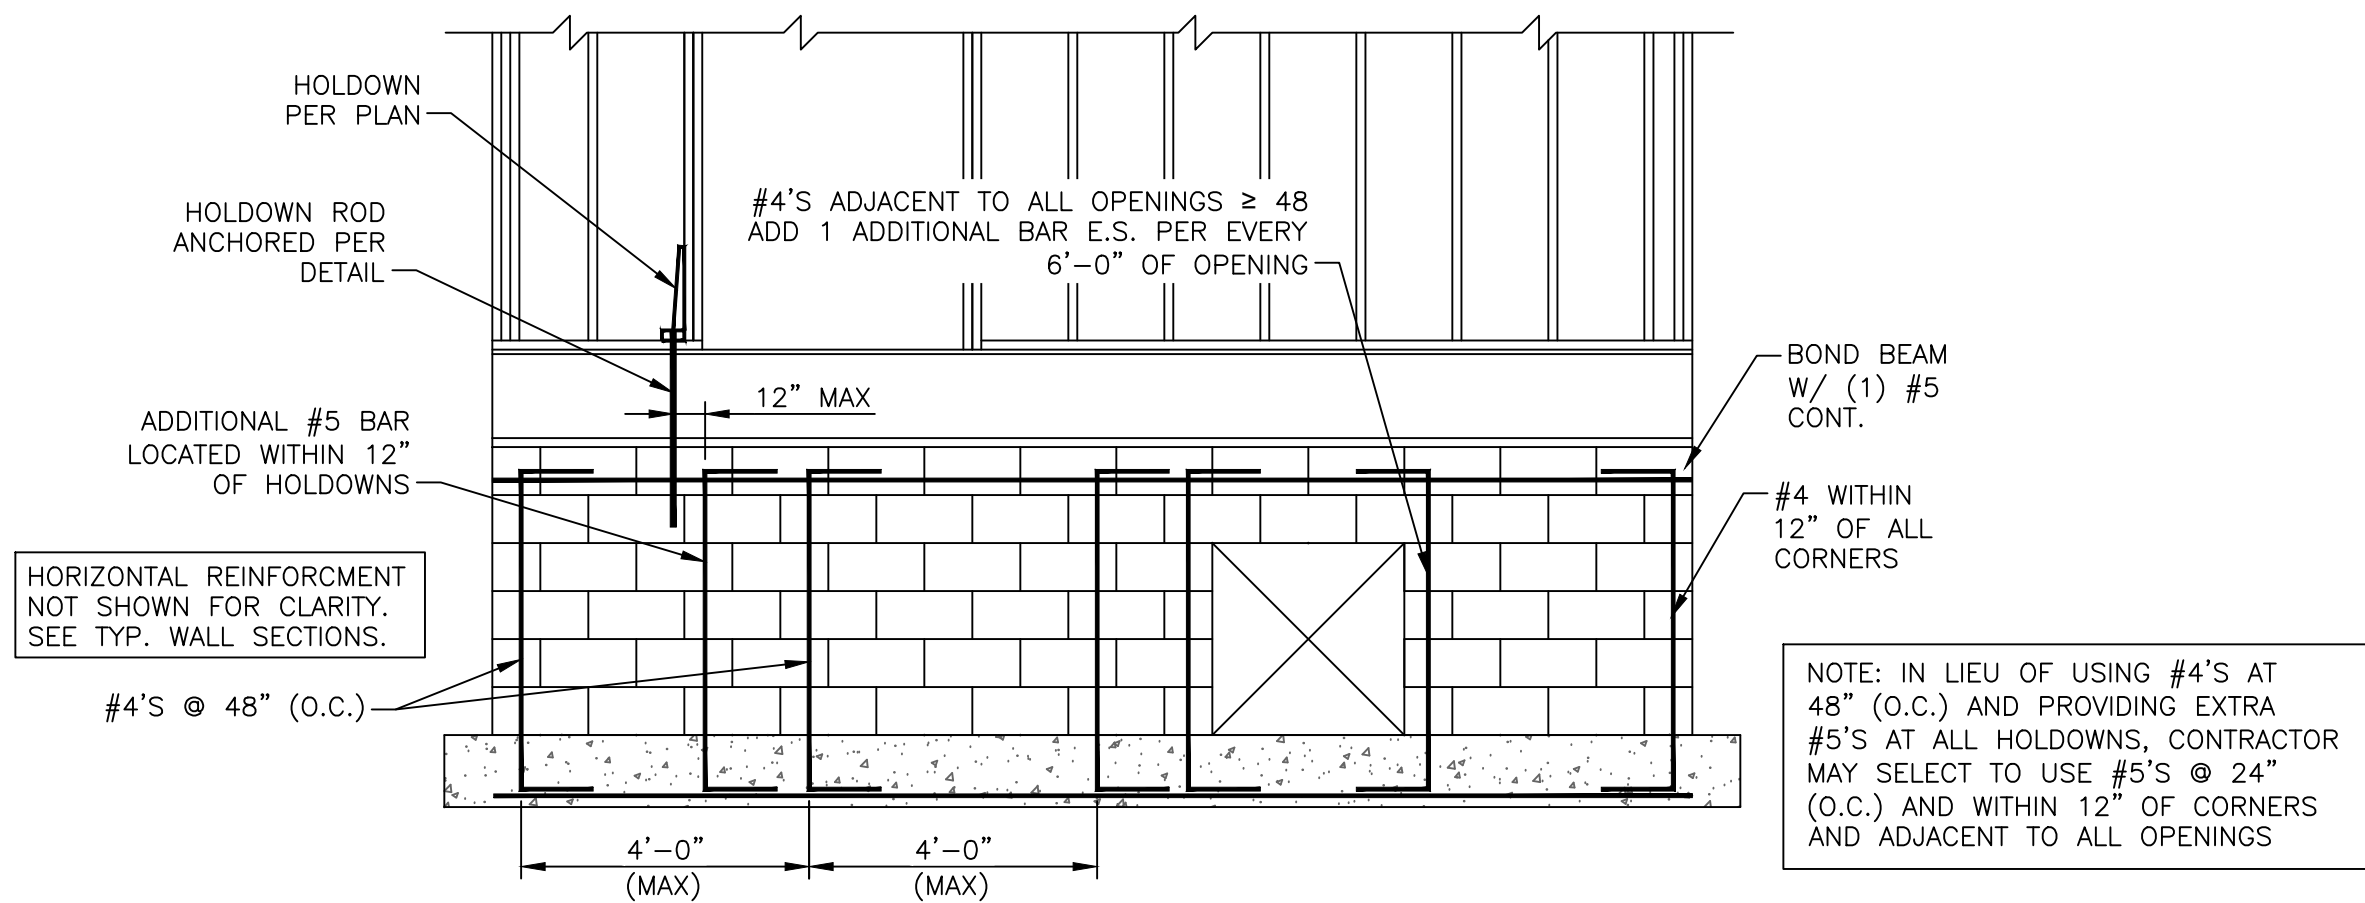 HOLDOWN
PER PLAN
HOLDOWN ROD
ANCHORED PER
DETAIL
#4'S ADJACENT TO ALL OPENINGS ≥ 48
ADD 1 ADDITIONAL BAR E.S. PER EVERY
6'–0" OF OPENING
12" MAX
BOND BEAM
W/ (1) #5
CONT.
ADDITIONAL #5 BAR
LOCATED WITHIN 12"
OF HOLDOWNS
#4 WITHIN
12" OF ALL
CORNERS
HORIZONTAL REINFORCMENT
NOT SHOWN FOR CLARITY.
SEE TYP. WALL SECTIONS.
#4'S @ 48" (O.C.)
NOTE: IN LIEU OF USING #4'S AT
48" (O.C.) AND PROVIDING EXTRA
#5'S AT ALL HOLDOWNS, CONTRACTOR
MAY SELECT TO USE #5'S @ 24"
(O.C.) AND WITHIN 12" OF CORNERS
AND ADJACENT TO ALL OPENINGS
4'–0"
(MAX)
4'–0"
(MAX)